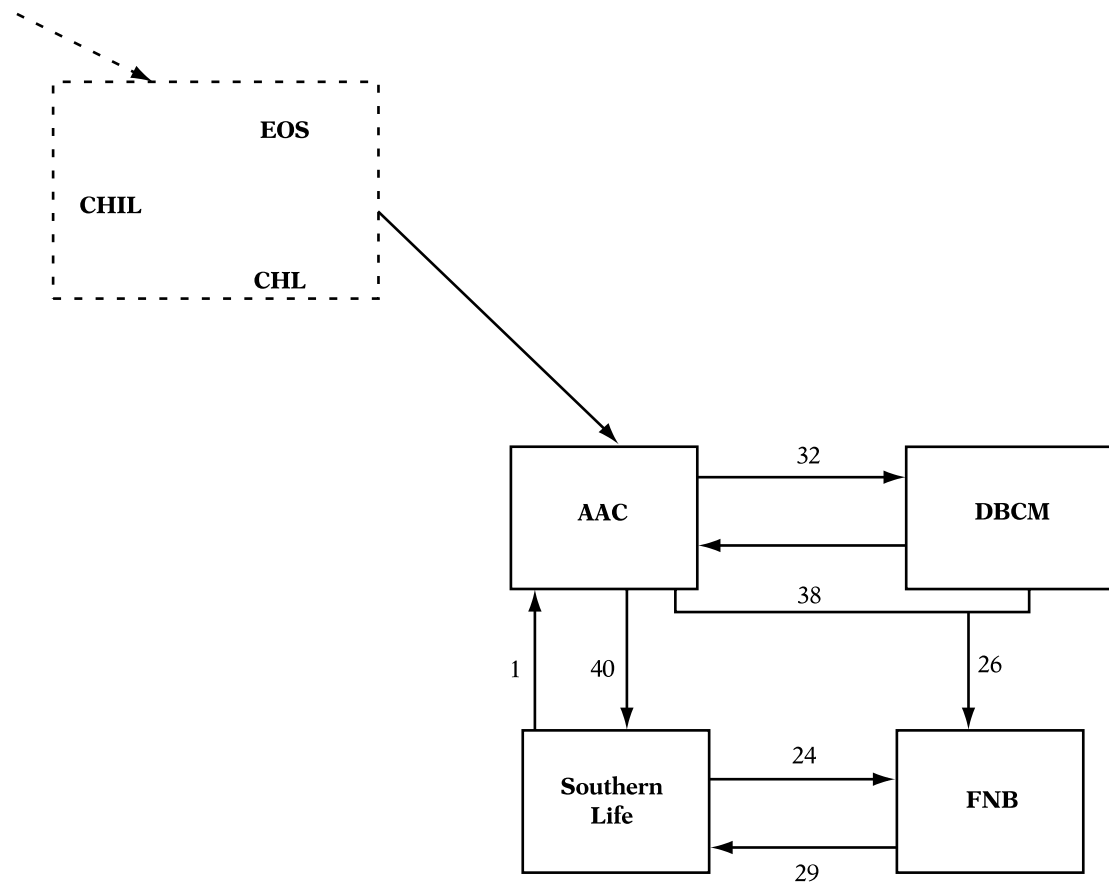 EOS
CHIL
CHL
32
AAC
DBCM
38
1
40
26
24
Southern
Life
FNB
29